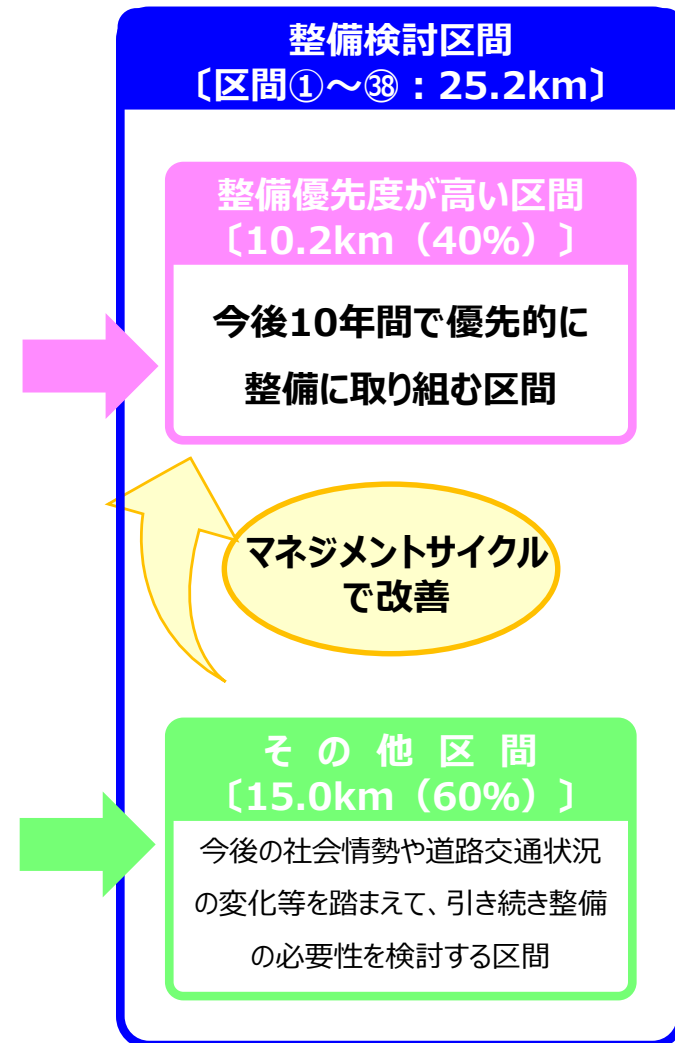 整備検討区間
〔区間①～㊳：25.2km〕
整備優先度が高い区間
〔10.2km（40%）〕
今後10年間で優先的に
整備に取り組む区間
マネジメントサイクル
で改善
そ の 他 区 間
〔15.0km（60%）〕
今後の社会情勢や道路交通状況
の変化等を踏まえて、引き続き整備
の必要性を検討する区間